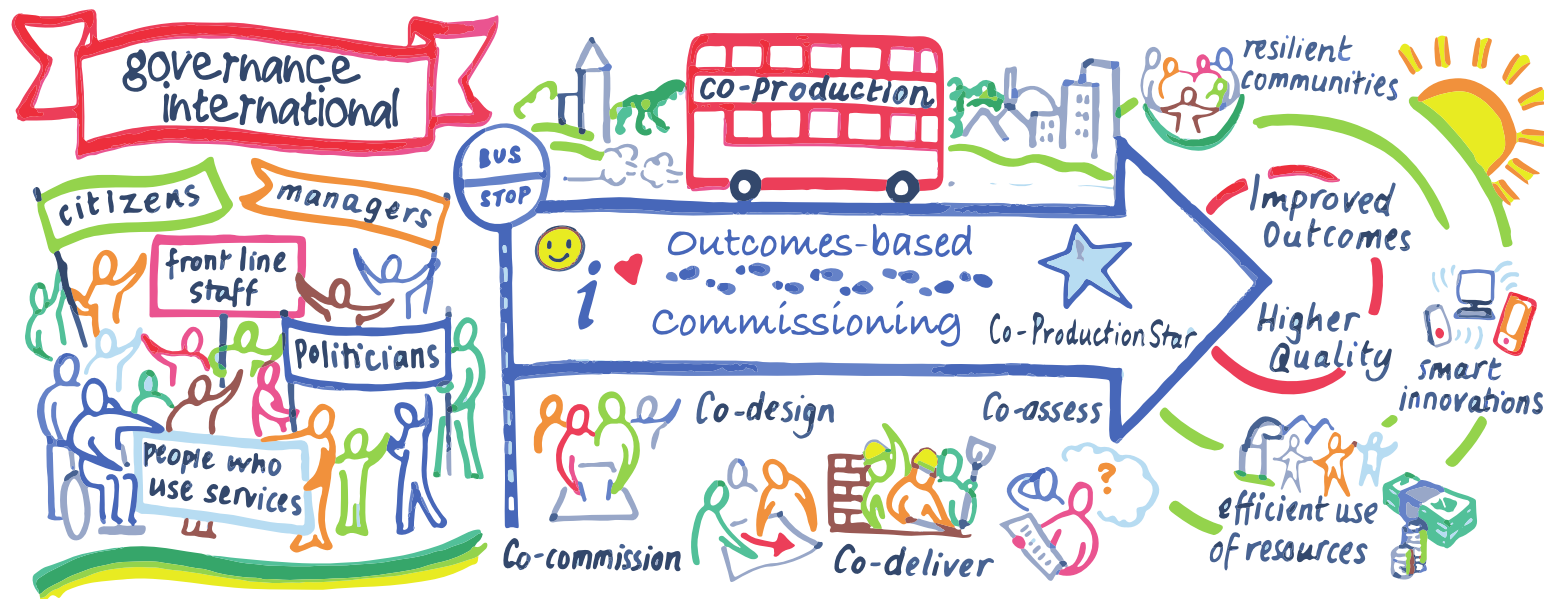 governance
international
citizens
managers
front line
staff
Politicians
people who
use services
BUS
STOP
co-production
Outcomes-based
i
Commissioning
Co-Production Star
Co-commission
Co-design
Co-deliver
Co-assess
?
resilient
communities
Improved
Outcomes
Higher
Quality
smart
innovations
efficient use
of resources